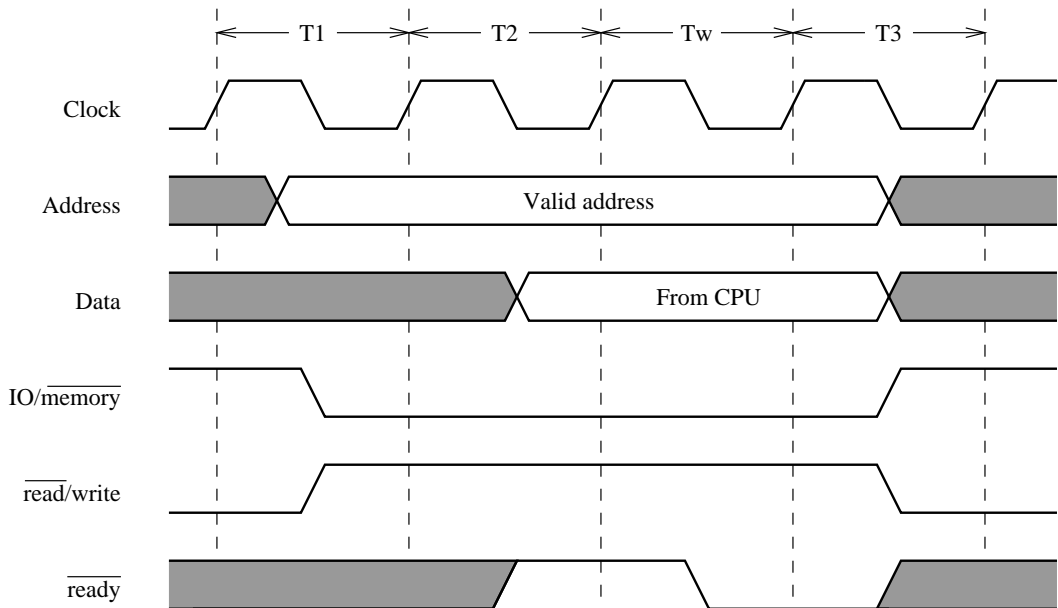 T1 T2 Tw T3
Clock
Address Valid address
Data From CPU
IO/memory
read/write
ready